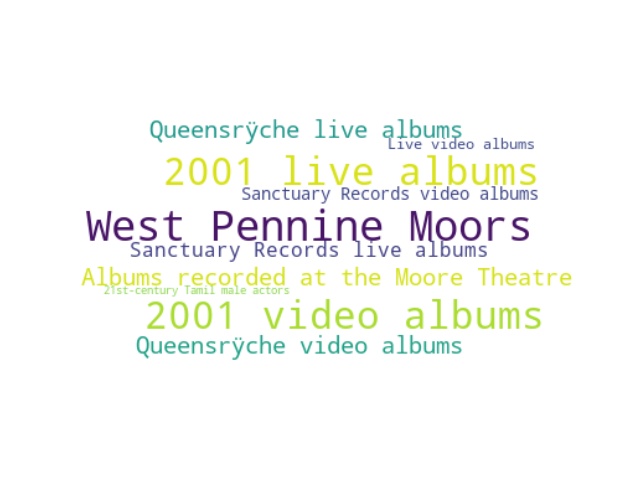 Queensrÿche live albums
Live video albums
2001 live albums
Sanctuary Records video albums
West Pennine Moors
Sanctuary Records live albums
Albums recorded at the Moore Theatre
21st-century Tamil male actors
2001 video albums
Queensrÿche video albums